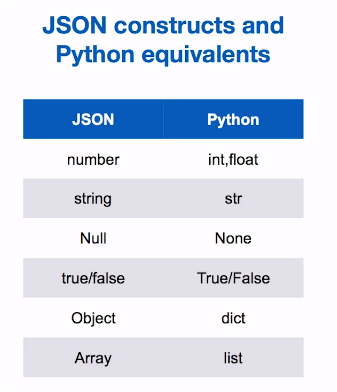 JSON constructs and
Python equivalents
JSON Python
number int,float
string str
Null None
true/false True/False
Object dict
Array list